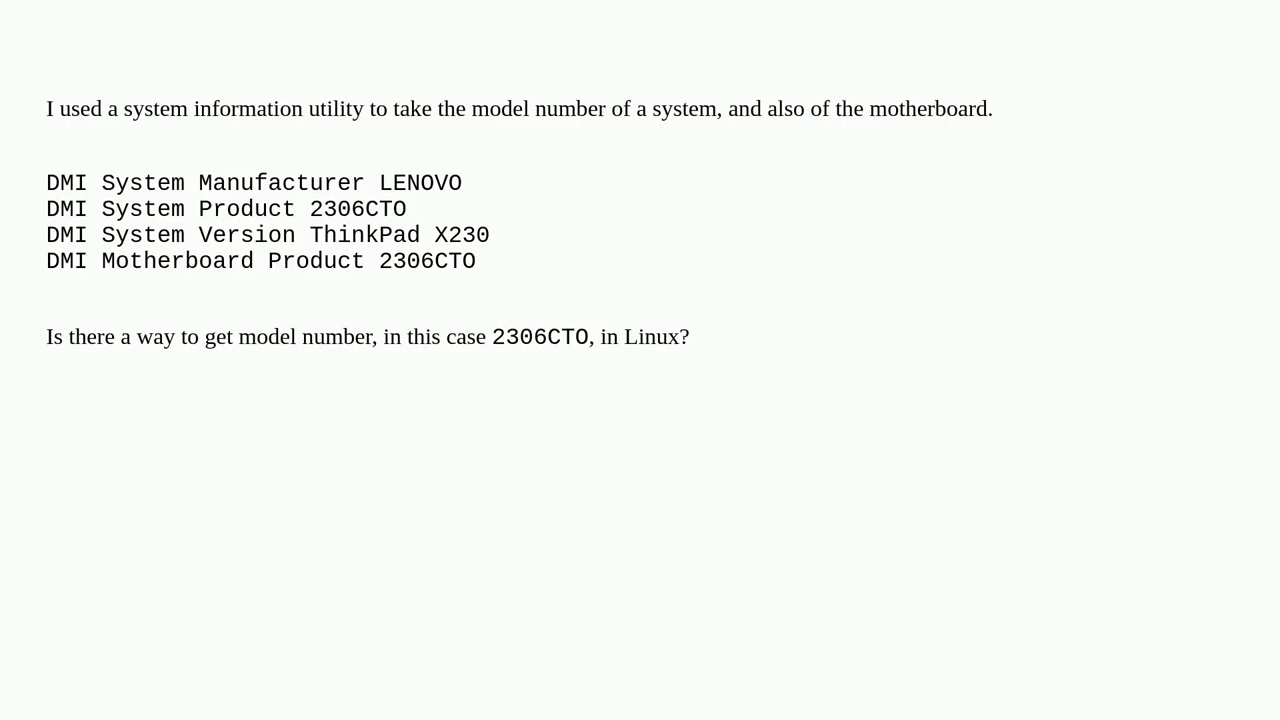 I used a system information utility to take the model number of a system, and also of the motherboard.
DMI System Manufacturer LENOVO
DMI System Product 2306CTO
DMI System Version ThinkPad X230
DMI Motherboard Product 2306CTO
Is there a way to get model number, in this case 2306CTO, in Linux?